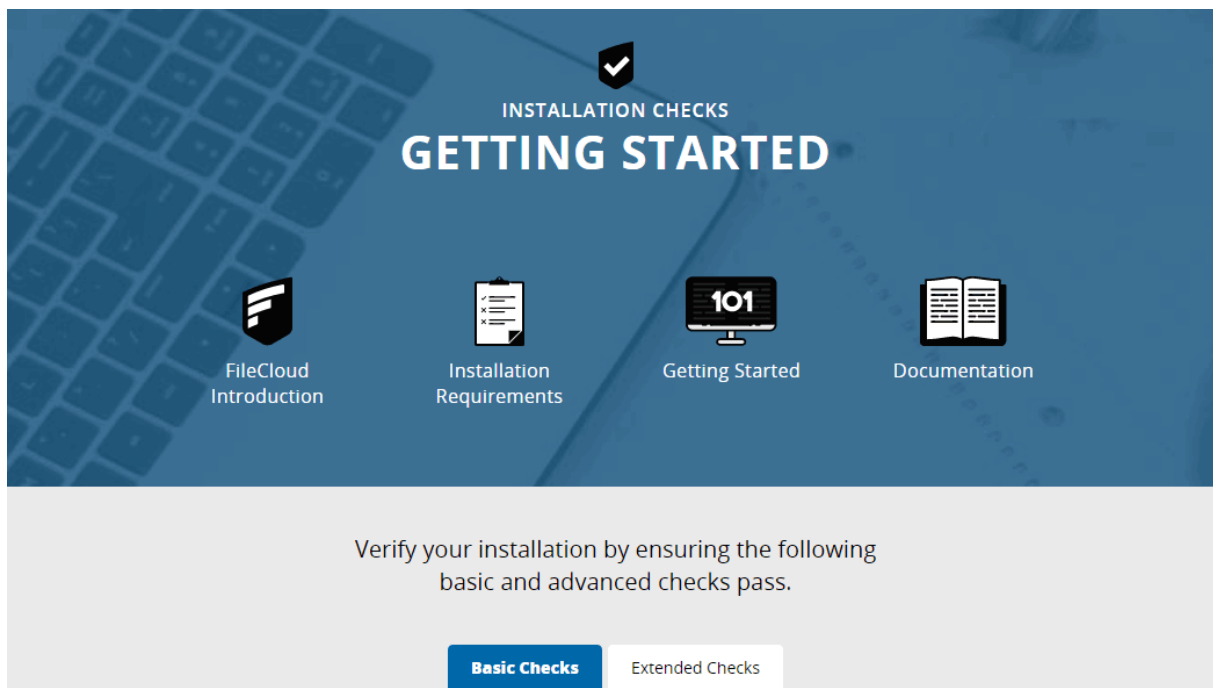 INSTALLATION CHECKS
GETTING STARTED
FileCloud
Introduction
Installation
Requirements
101
Getting Started
Documentation
Verify your installation by ensuring the following
basic and advanced checks pass.
Basic Checks
Extended Checks